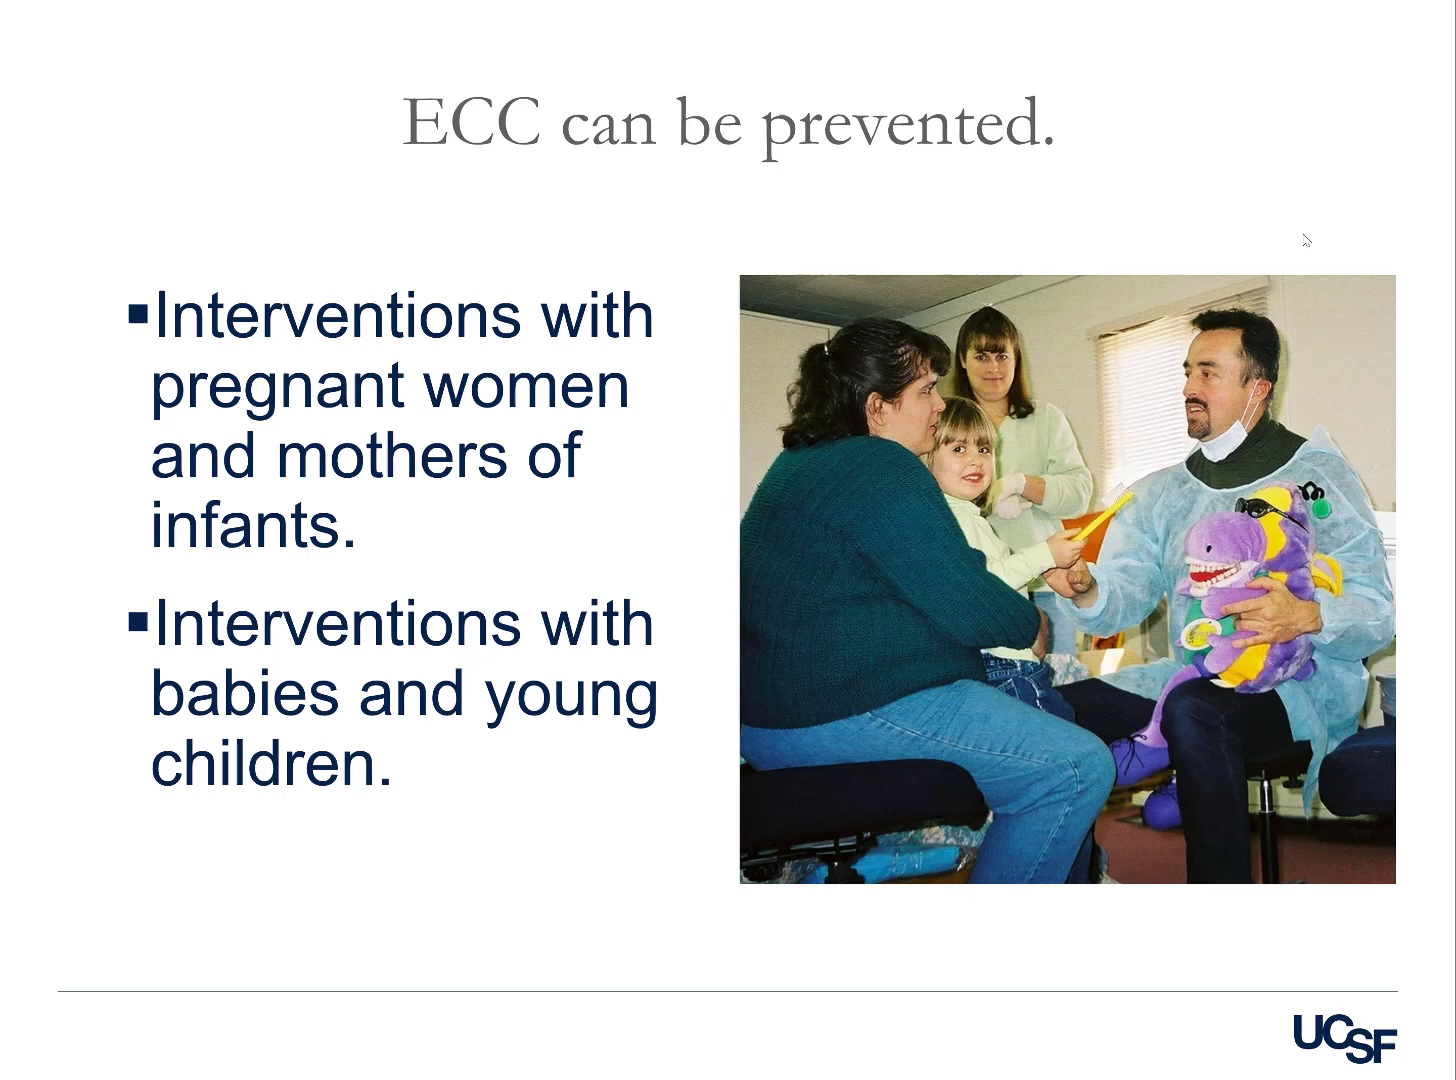 ECC can be prevented.
▪Interventions with
pregnant women
and mothers of
infants.
▪Interventions with
babies and young
children.
UCSF